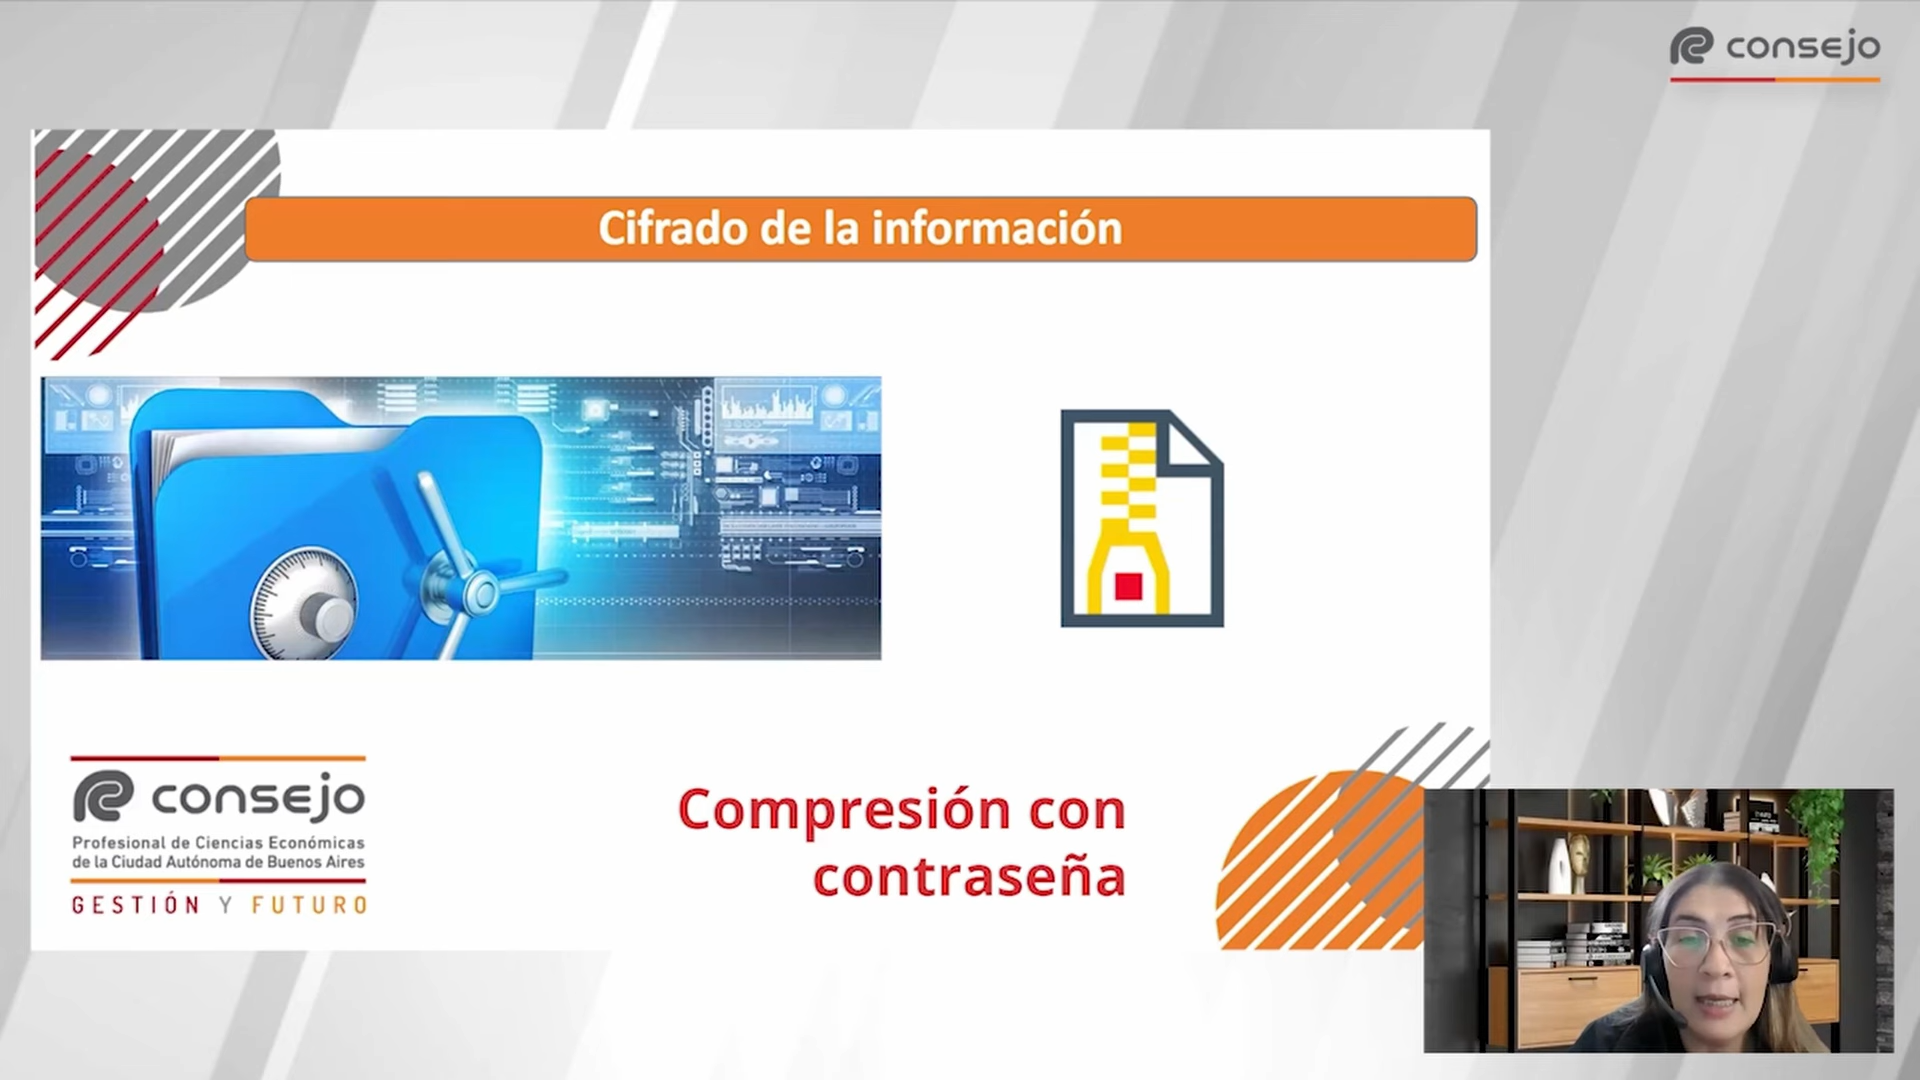 consejo
Cifrado de la información
consejo
Profesional de Ciencias Económicas
de la Ciudad Autónoma de Buenos Aires
GESTIÓN Y FUTURO
Compresión con
contraseña